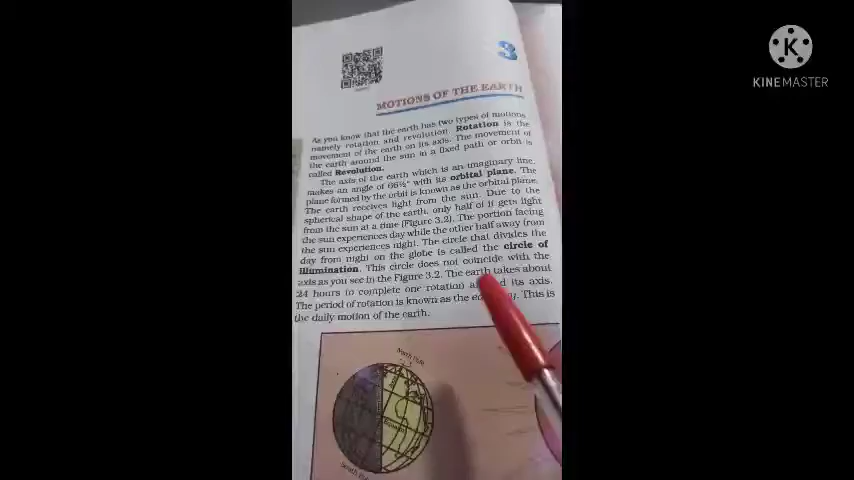 3
MOTIONS OF THE EARTH
As you know that the earth has two types of motions,
namely rotation and revolution. Rotation is the
movement of the earth on its axis. The movement of
the earth around the sun in a fixed path or orbit is
called Revolution.
The axis of the earth which is an imaginary line,
makes an angle of 66½° with its orbital plane. The
plane formed by the orbit is known as the orbital plane.
The earth receives light from the sun. Due to the
spherical shape of the earth, only half of it gets light
from the sun at a time (Figure 3.2). The portion facing
the sun experiences day while the other half away from
the sun experiences night. The circle that divides the
day from night on the globe is called the circle of
illumination. This circle does not coincide with the
axis as you see in the Figure 3.2. The earth takes about
24 hours to complete one rotation its axis.
The period of rotation is known as the This is
the daily motion of the earth.
North Pole
Equator
South
K
KINEMASTER